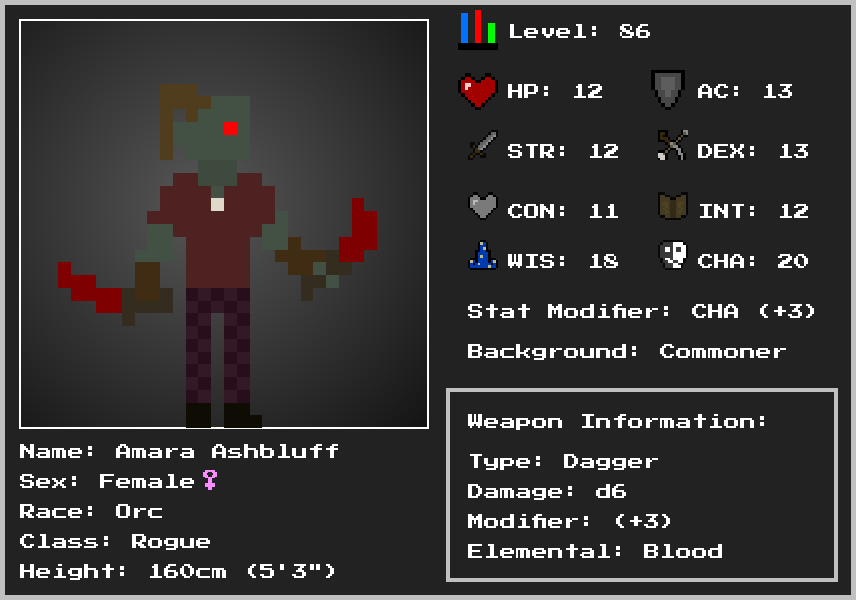 Level: 86
HP: 12
AC: 13
STR: 12
DEX: 13
CON: 11
INT: 12
WIS: 18
CHA: 20
Stat Modifier: CHA (+3)
Background: Commoner
Weapon Information:
Type: Dagger
Damage: d6
Modifier: (+3)
Elemental: Blood
Name: Amara Ashbluff
Sex: Female♀
Race: Orc
Class: Rogue
Height: 160cm (5'3")